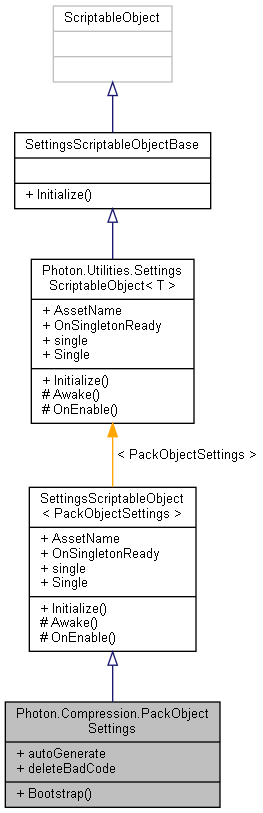 ScriptableObject
SettingsScriptableObjectBase
+ Initialize()
Photon.Utilities.Settings
ScriptableObject< T >
+ AssetName
+ OnSingletonReady
+ single
+ Single
+ Initialize()
# Awake()
# OnEnable()
< PackObjectSettings >
SettingsScriptableObject
< PackObjectSettings >
+ AssetName
+ OnSingletonReady
+ single
+ Single
+ Initialize()
# Awake()
# OnEnable()
Photon.Compression.PackObject
Settings
+ autoGenerate
+ deleteBadCode
+ Bootstrap()